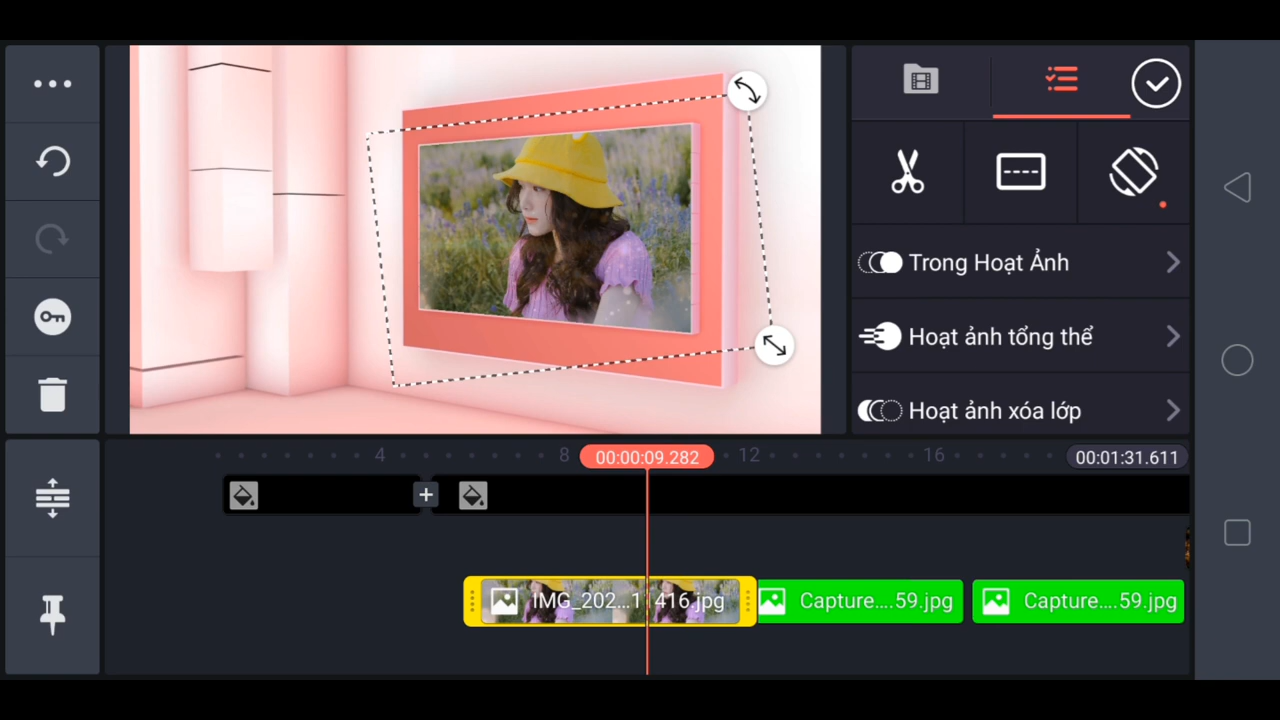 Trong Hoạt Ảnh
Hoạt ảnh tổng thể
Hoạt ảnh xóa lớp
4
8
00:00:09.282
12
16
00:01:31.611
IMG_202...1
416.jpg
Capture....59.jpg
Capture....59.jpg